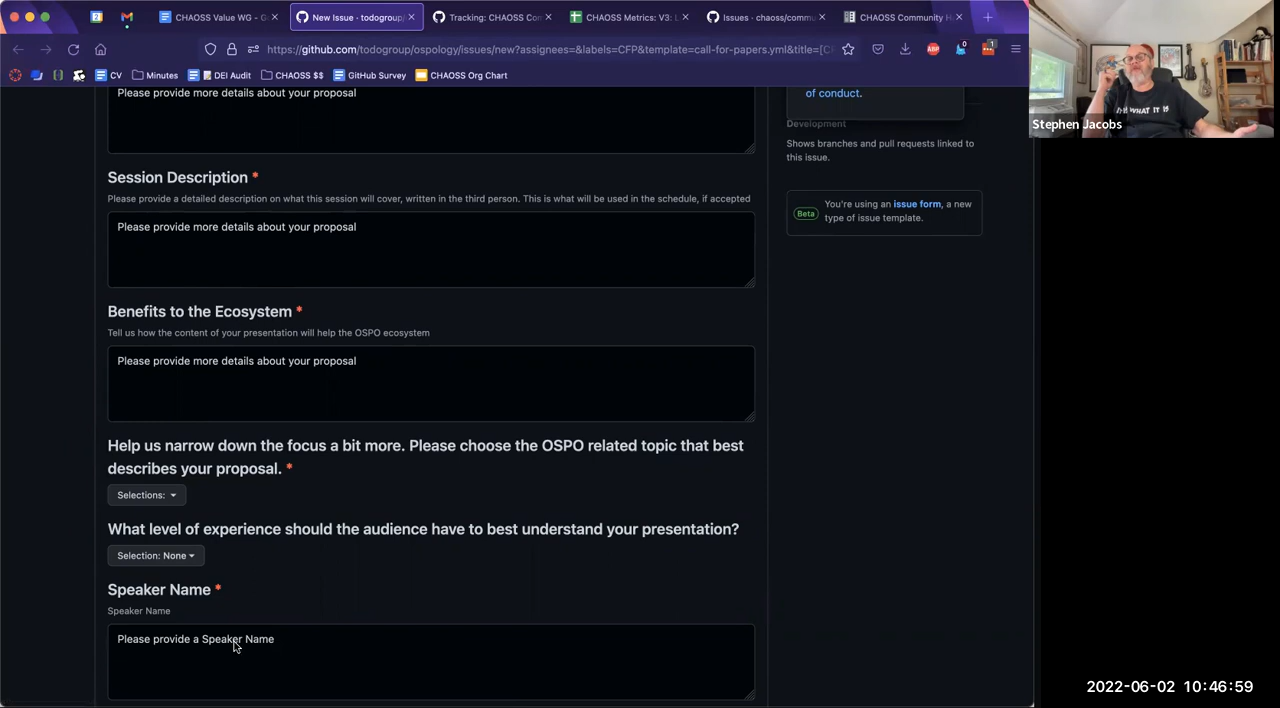 CHAOSS Value WG - G
New Issue · todogroup/
Tracking: CHAOSS Con
CHAOSS Metrics: V3: L
Issues · chaoss/commu
CHAOSS Community H
https://github.com/todogroup/ospology/issues/new?assignees=&labels=CFP&template=call-for-papers.yml&title=[C
ABP
0
1
CV
Minutes
DEI Audit
CHAOSS $$
GitHub Survey
CHAOSS Org Chart
Please provide more details about your proposal
Session Description *
Please provide a detailed description on what this session will cover, written in the third person. This is what will be used in the schedule, if accepted
Please provide more details about your proposal
Benefits to the Ecosystem *
Tell us how the content of your presentation will help the OSPO ecosystem
Please provide more details about your proposal
Help us narrow down the focus a bit more. Please choose the OSPO related topic that best
describes your proposal. *
Selections:
What level of experience should the audience have to best understand your presentation?
Selection: None
Speaker Name *
Speaker Name
Please provide a Speaker Name
of conduct.
Development
Shows branches and pull requests linked to
this issue.
Beta
You're using an issue form, a new
type of issue template.
WHAT IT IS
Stephen Jacobs
2022-06-02 10:46:59